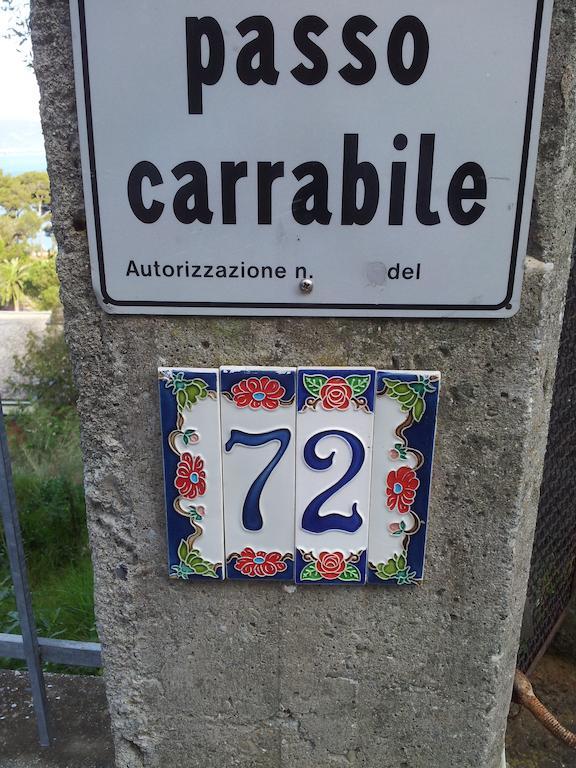 passo
carrabile
Autorizzazione n. del
72